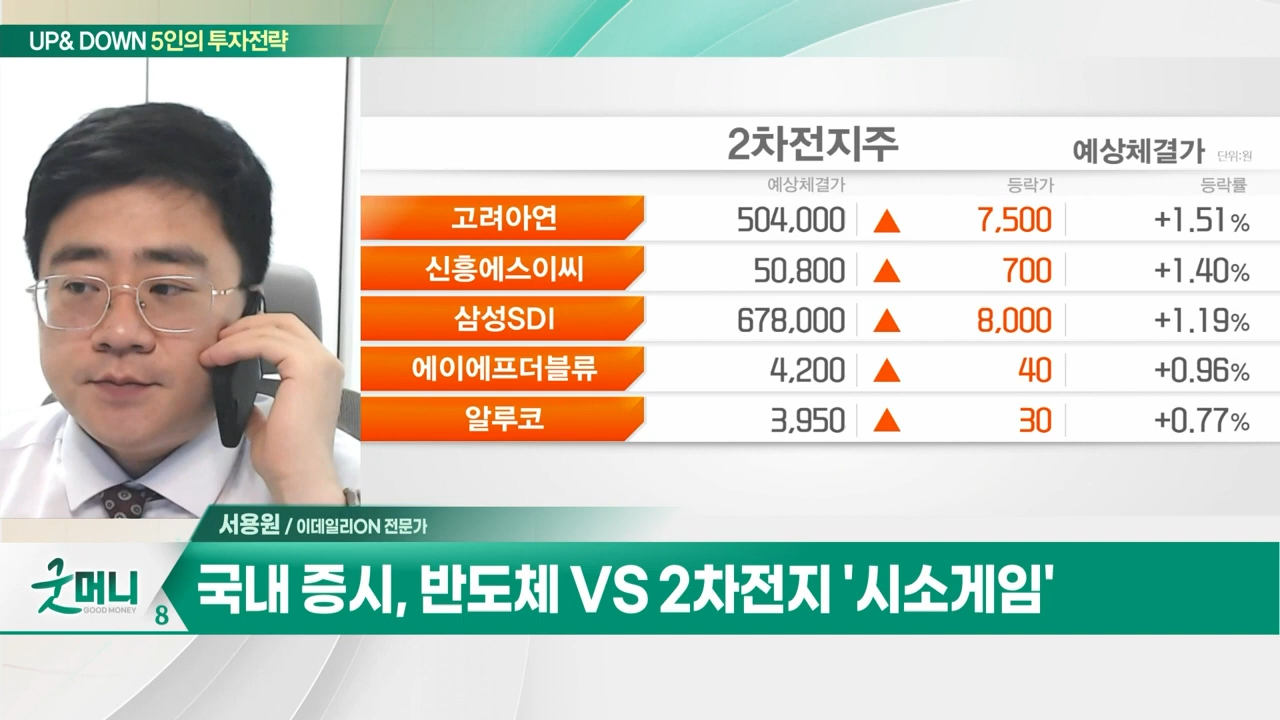 UP& DOWN 5인의 투자전략
2차전지주 예상체결가 단위:원
예상체결가 등락가 등락률
고려아연 504,000 ▲ 7,500 +1.51%
신흥에스이씨 50,800 ▲ 700 +1.40%
삼성SDI 678,000 ▲ 8,000 +1.19%
에이에프더블류 4,200 ▲ 40 +0.96%
알루코 3,950 ▲ 30 +0.77%
서용원 / 이데일리ON 전문가
굿머니 GOOD MONEY 8
국내 증시, 반도체 VS 2차전지 '시소게임'